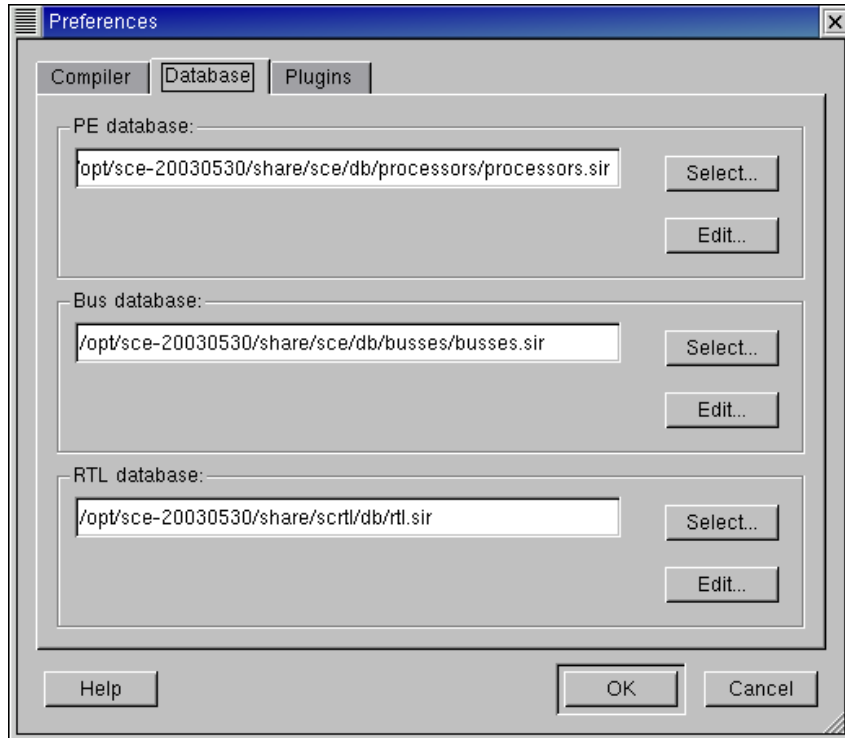 Preferences
Compiler Database Plugins
PE database:
opt/sce-20030530/share/sce/db/processors/processors.sir Select...
Edit...
Bus database:
/opt/sce-20030530/share/sce/db/busses/busses.sir Select...
Edit...
RTL database:
/opt/sce-20030530/share/scrtl/db/rtl.sir Select...
Edit...
Help OK Cancel